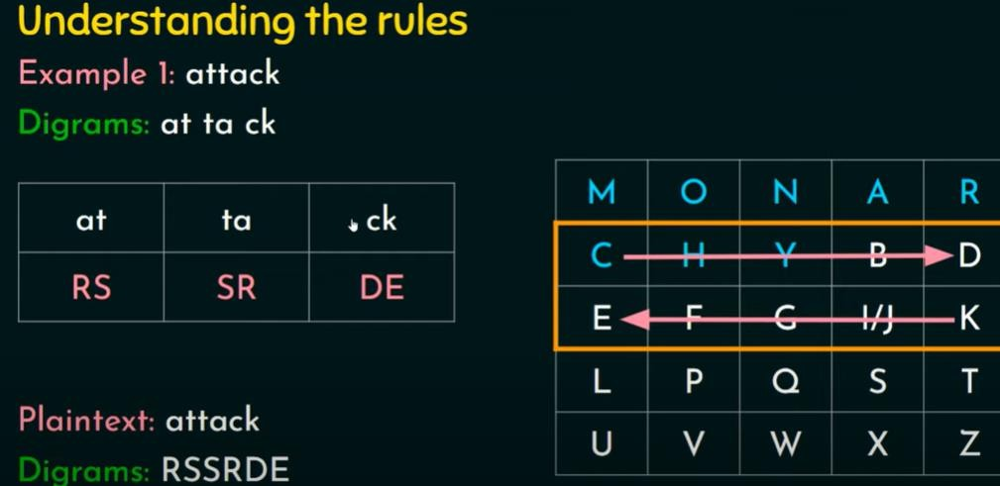 Understanding the rules
Example 1: attack
Digrams: at ta ck
at ta ck
RS SR DE
Plaintext: attack
Digrams: RSSRDE
M O N A R
C H Y B D
E F G I/J K
L P Q S T
U V W X Z